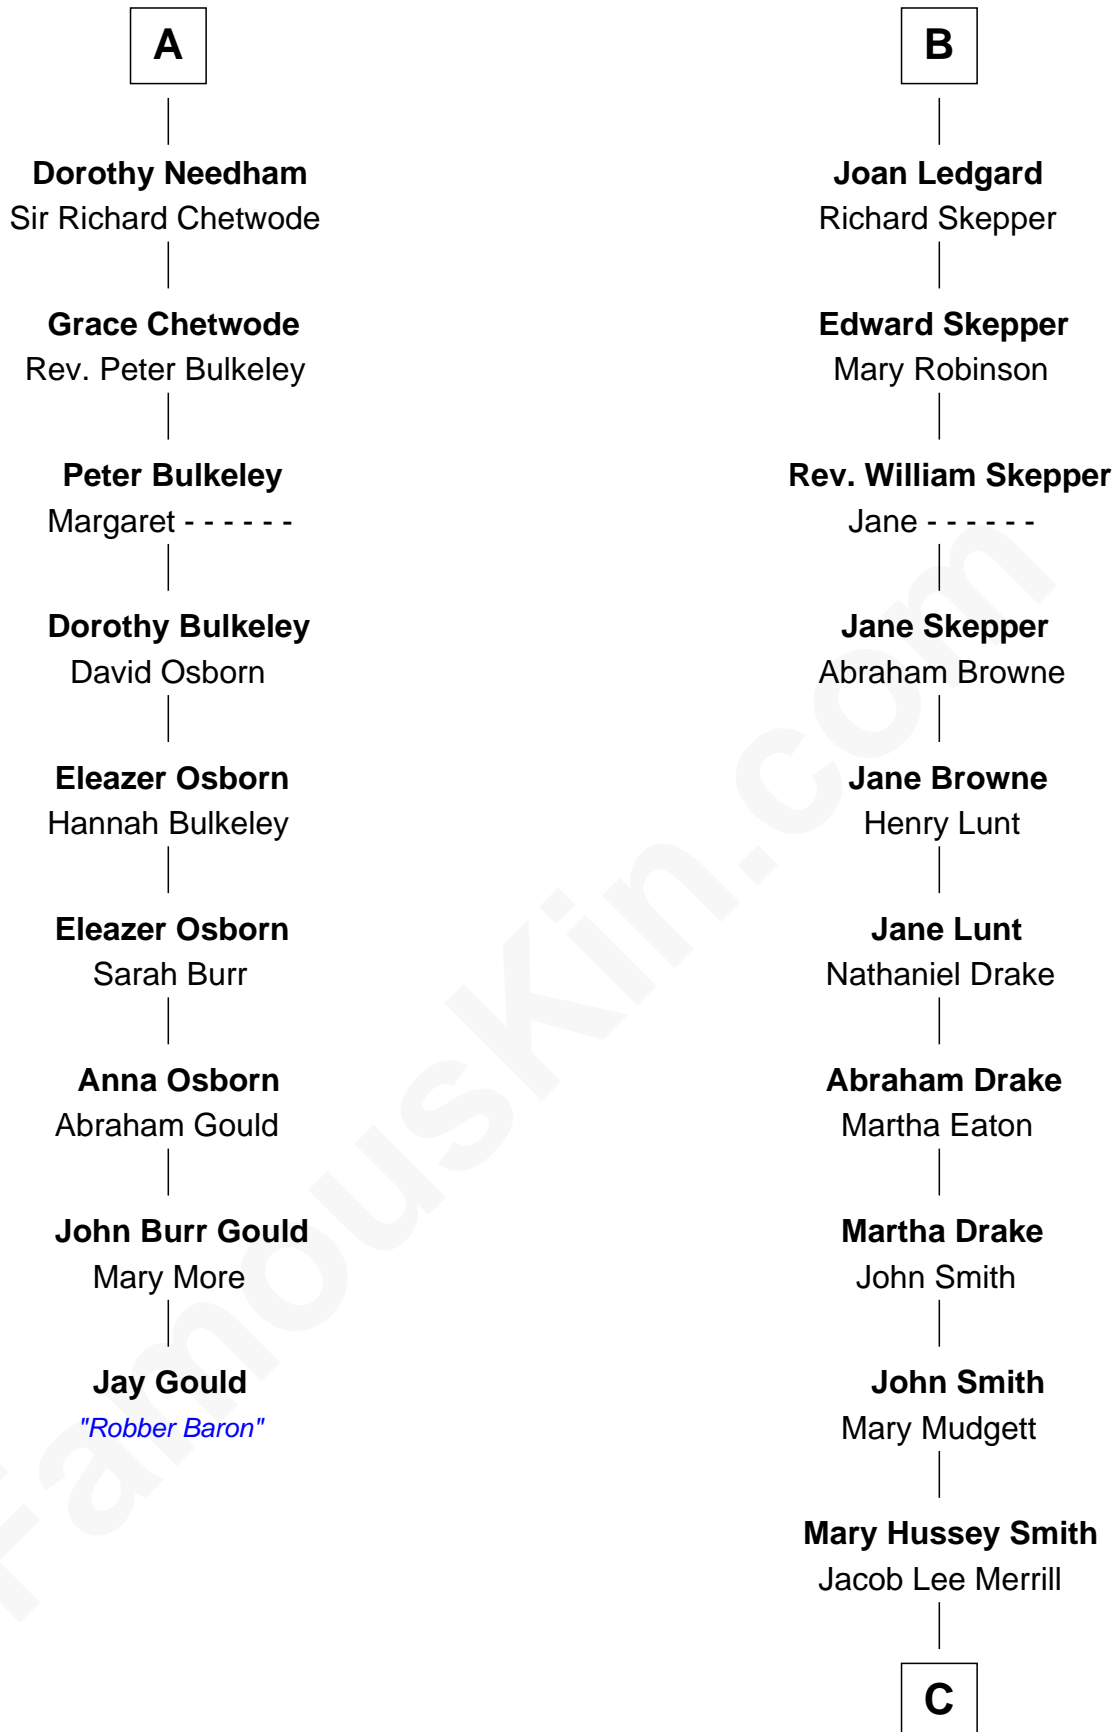 A
Dorothy Needham
Sir Richard Chetwode
Grace Chetwode
Rev. Peter Bulkeley
Peter Bulkeley
Margaret - - - - - -
Dorothy Bulkeley
David Osborn
Eleazer Osborn
Hannah Bulkeley
Eleazer Osborn
Sarah Burr
Anna Osborn
Abraham Gould
John Burr Gould
Mary More
Jay Gould
"Robber Baron"
B
Joan Ledgard
Richard Skepper
Edward Skepper
Mary Robinson
Rev. William Skepper
Jane - - - - - -
Jane Skepper
Abraham Browne
Jane Browne
Henry Lunt
Jane Lunt
Nathaniel Drake
Abraham Drake
Martha Eaton
Martha Drake
John Smith
John Smith
Mary Mudgett
Mary Hussey Smith
Jacob Lee Merrill
C
FamousKin.com